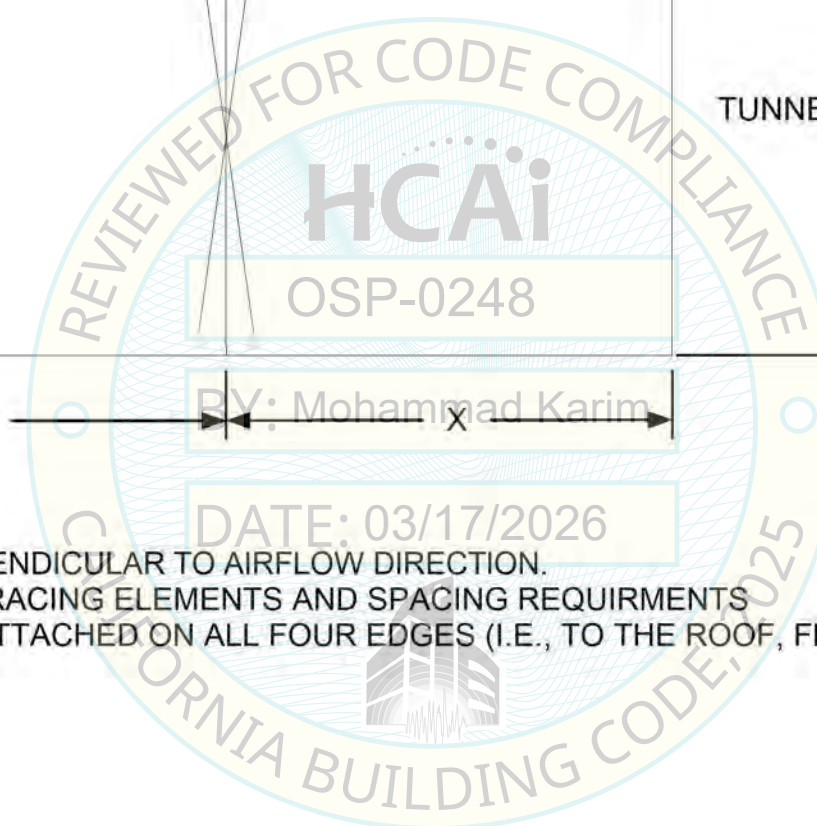 REVIEWED FOR CODE COMPLIANCE
TUNNE
HCAi
OSP-0248
BY: Mohammad Karim
X
DATE: 03/17/2026
ENDICULAR TO AIRFLOW DIRECTION.
RACING ELEMENTS AND SPACING REQUIRMENTS
TTACHED ON ALL FOUR EDGES (I.E., TO THE ROOF, FL
CALIFORNIA BUILDING CODE, 2025